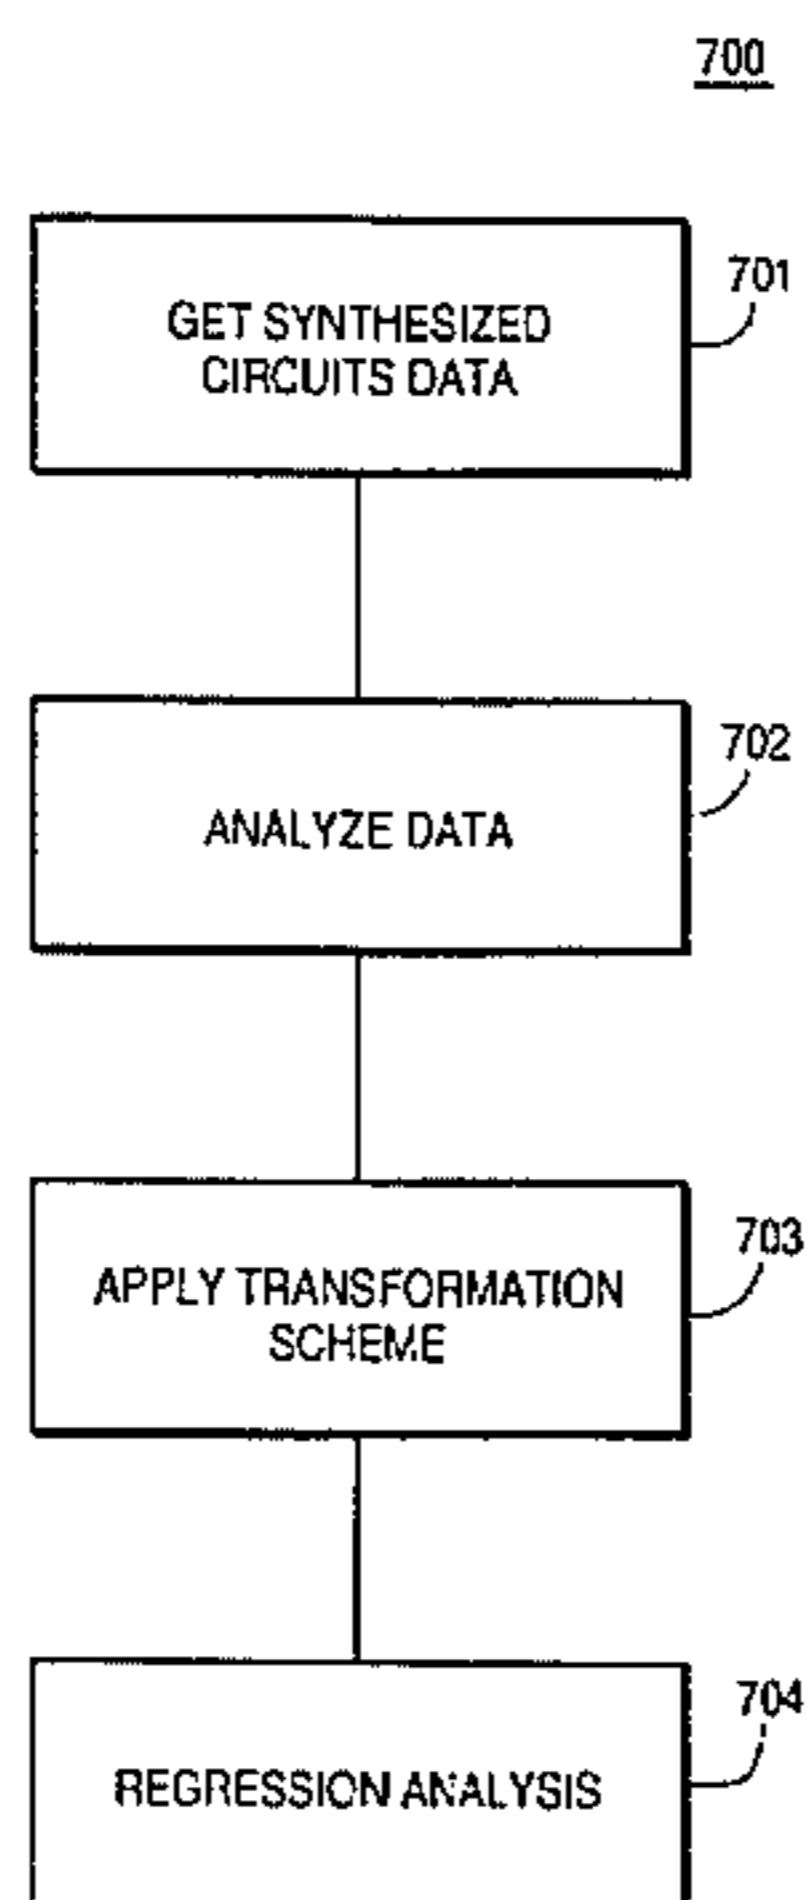 700
GET SYNTHESIZED
CIRCUITS DATA
701
ANALYZE DATA
702
APPLY TRANSFORMATION
SCHEME
703
REGRESSION ANALYSIS
704